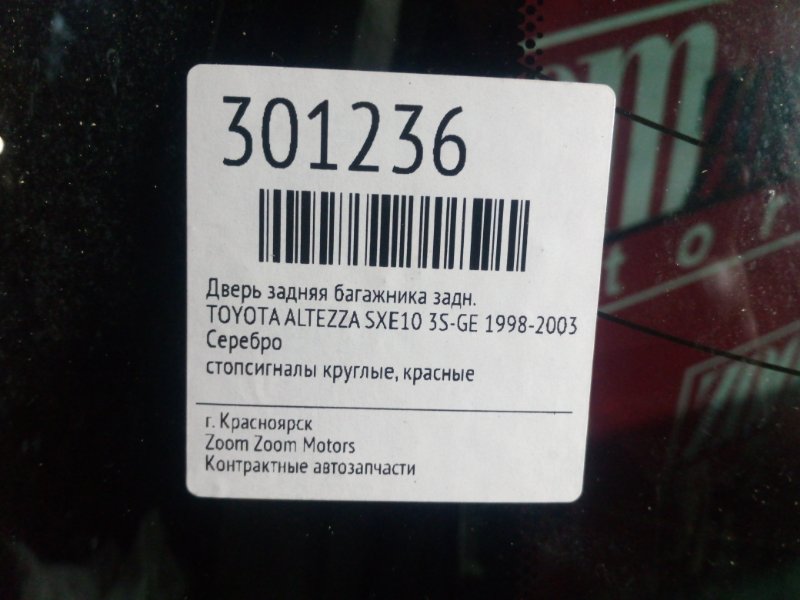 301236
Дверь задняя багажника задн.
TOYOTA ALTEZZA SXE10 3S-GE 1998-2003
Серебро
стопсигналы круглые, красные
г. Красноярск
Zoom Zoom Motors
Контрактные автозапчасти